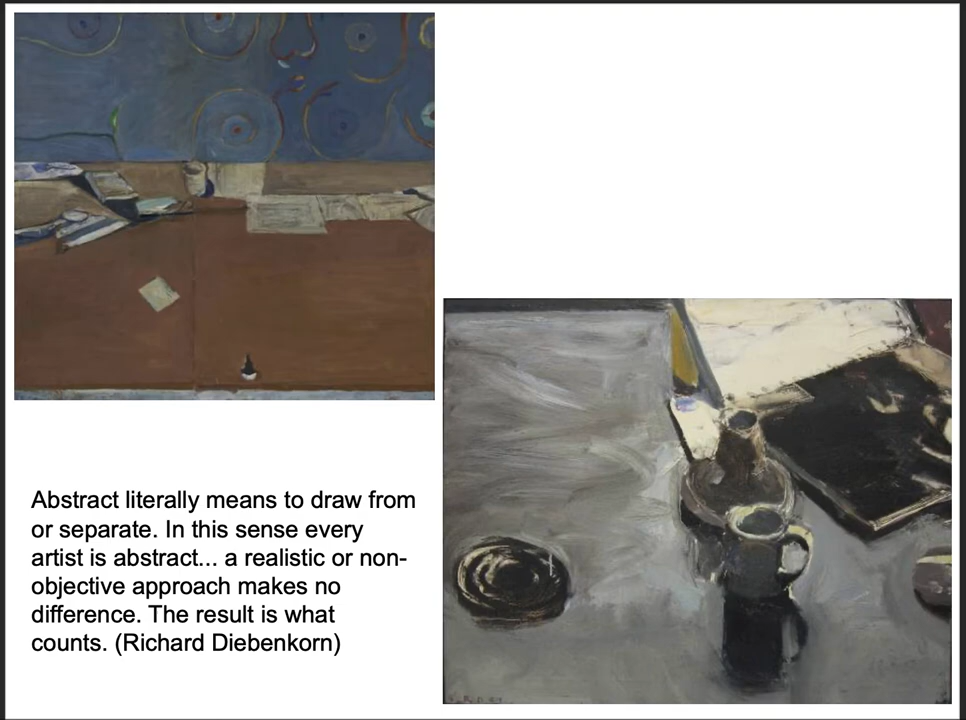 Abstract literally means to draw from
or separate. In this sense every
artist is abstract... a realistic or non-
objective approach makes no
difference. The result is what
counts. (Richard Diebenkorn)